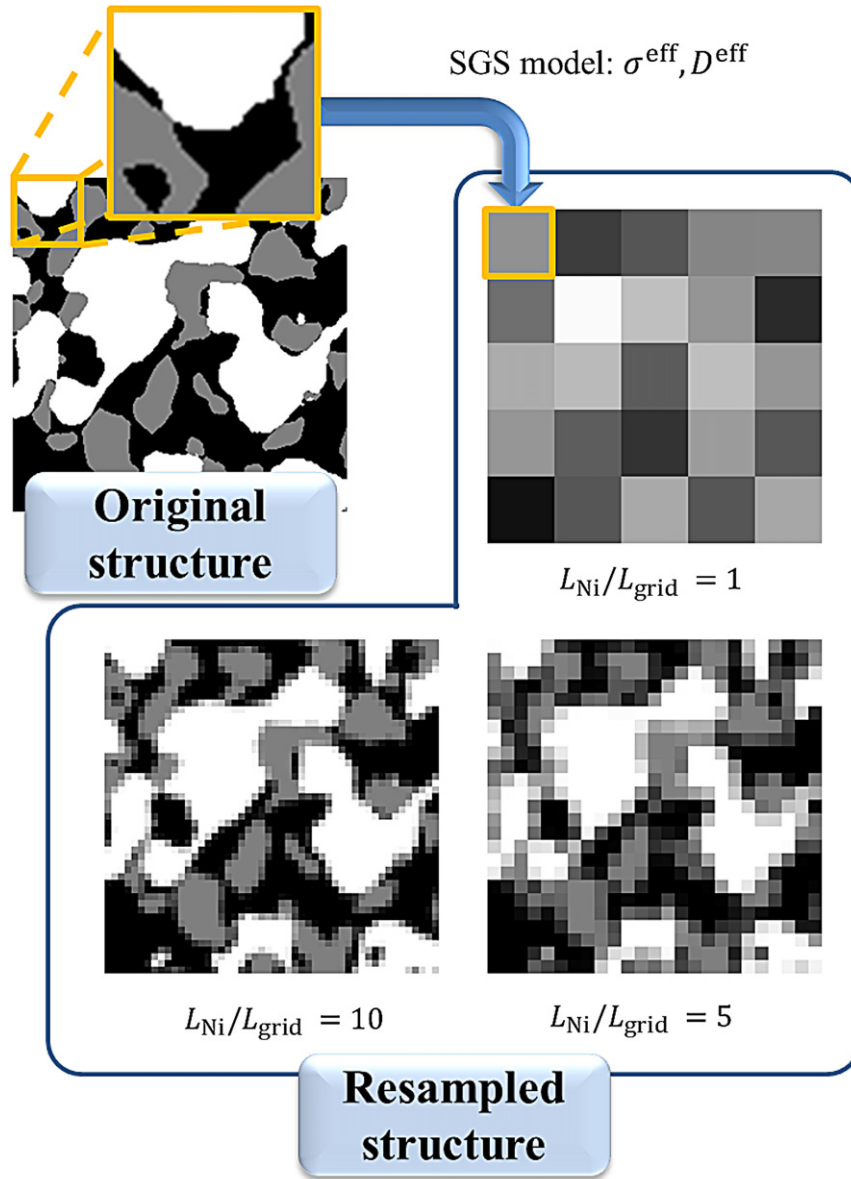 SGS model: σ^eff, D^eff
Original
structure
L_Ni/L_grid = 1
L_Ni/L_grid = 10
L_Ni/L_grid = 5
Resampled
structure